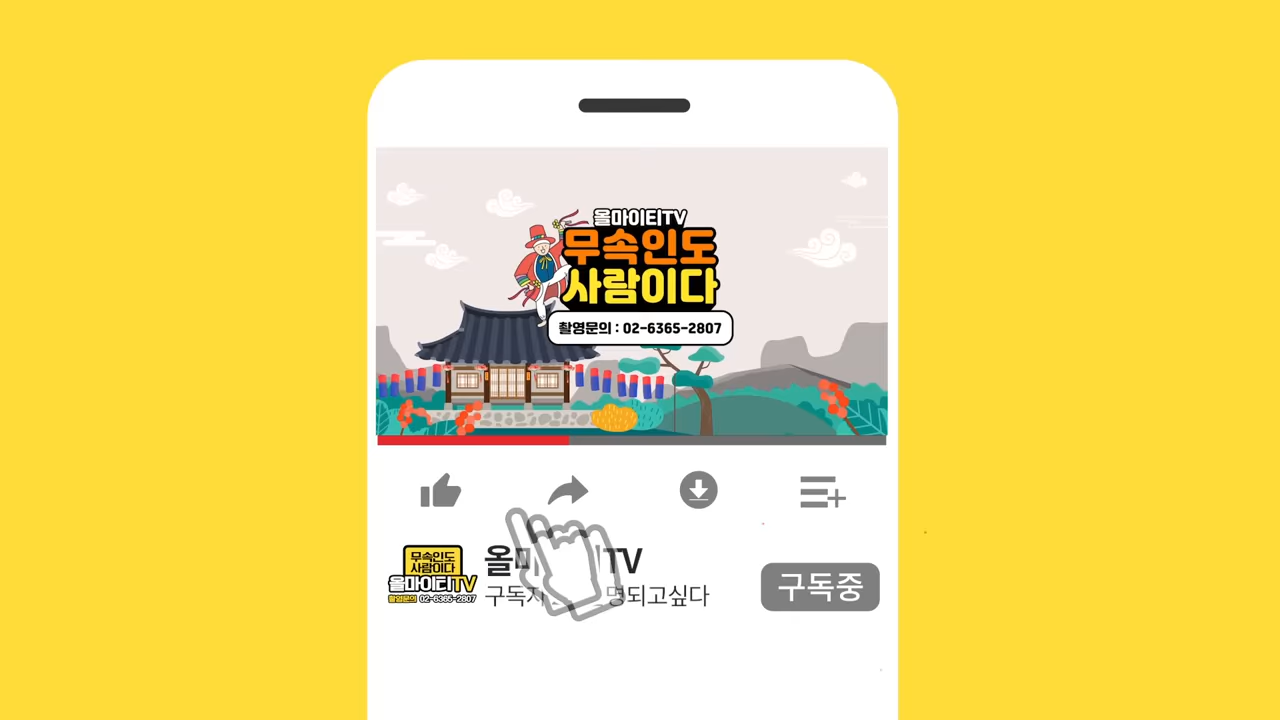 올마이티TV
무속인도
사람이다
촬영문의 : 02-6365-2807
무속인도
사람이다
올마이티TV
촬영문의 02-6365-2807
올마 TV
구독자 명되고싶다
구독중